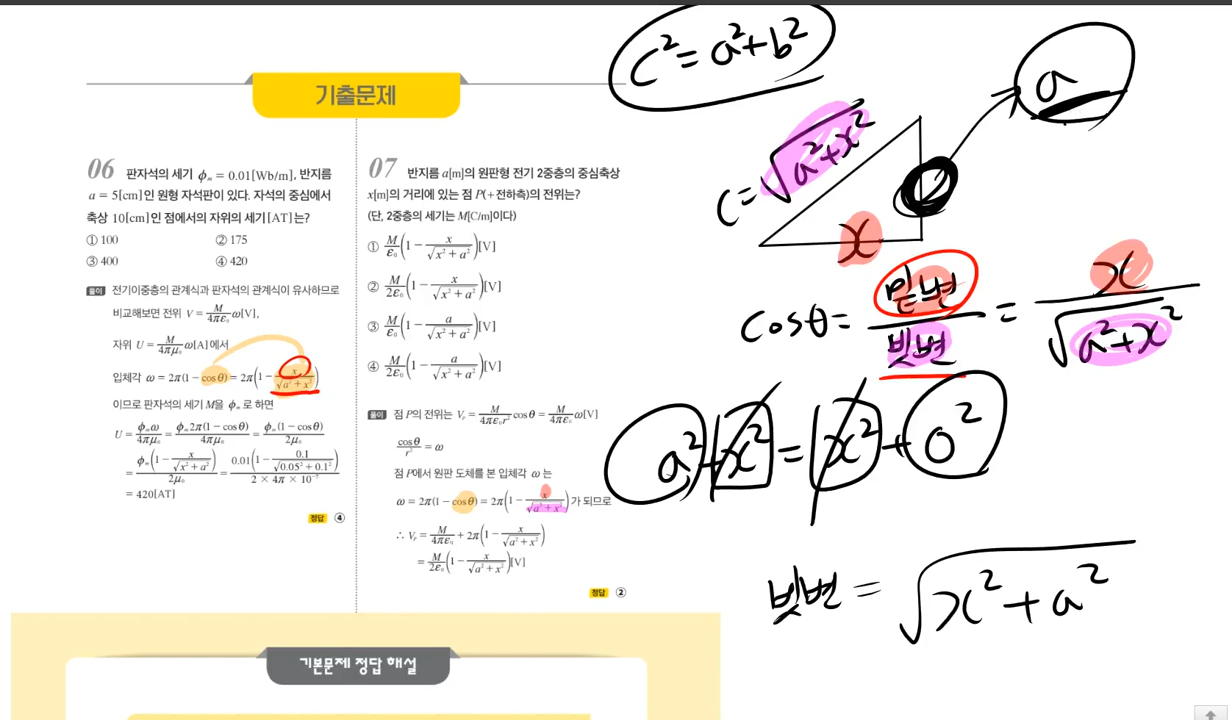 기출문제
06 판자석의 세기 ϕₘ = 0.01[Wb/m], 반지름
a = 5[cm]인 원형 자석판이 있다. 자석의 중심에서
축상 10[cm]인 점에서의 자위의 세기[AT]는?
① 100 ② 175
③ 400 ④ 420
풀이 전기이중층의 관계식과 판자석의 관계식이 유사하므로
비교해보면 전위 V = M/4πε₀ ω[V],
자위 U = M/4πμ₀ ω[A]에서
입체각 ω = 2π(1 − cosθ) = 2π(1 − x/√(a² + x²))
이므로 판자석의 세기 M을 ϕₘ로 하면
U = ϕₘω/4πμ₀ = ϕₘ2π(1 − cosθ)/4πμ₀ = ϕₘ(1 − cosθ)/2μ₀
= ϕₘ(1 − x/√(x² + a²))/2μ₀ = 0.01(1 − 0.1/√(0.05² + 0.1²))/2 × 4π × 10⁻⁷
= 420[AT]
정답 ④
07 반지름 a[m]의 원판형 전기 2중층의 중심축상
x[m]의 거리에 있는 점 P(+전하측)의 전위는?
(단, 2중층의 세기는 M[C/m]이다)
① M/ε₀(1 − x/√(x² + a²))[V]
② M/2ε₀(1 − x/√(x² + a²))[V]
③ M/ε₀(1 − a/√(x² + a²))[V]
④ M/2ε₀(1 − a/√(x² + a²))[V]
풀이 점 P의 전위는 Vₚ = M/4πε₀r² cosθ = M/4πε₀ ω[V]
cosθ/r² = ω
점 P에서 원판 도체를 본 입체각 ω는
ω = 2π(1 − cosθ) = 2π(1 − x/√(a² + x²))가 되므로
∴ Vₚ = M/4πε₀ + 2π(1 − x/√(a² + x²))
= M/2ε₀(1 − x/√(a² + x²))[V]
정답 ②
기본문제 정답 해설
c² = a² + b²
a
c = √(a² + x²)
x
cosθ = 밑변/빗변 = x/√(a² + x²)
a² + x² = x² + 0²
빗변 = √(x² + a²)